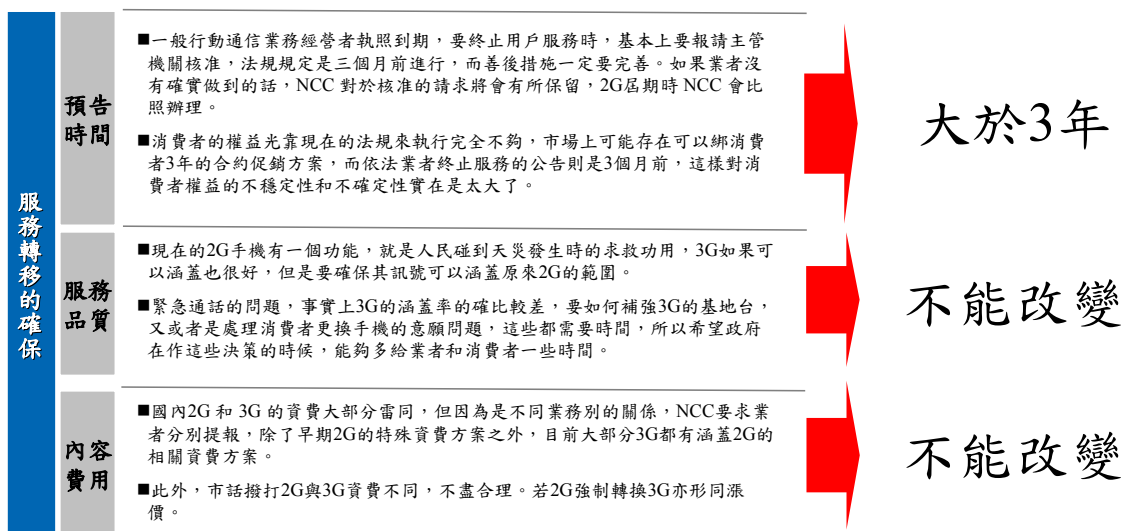 服務轉移的確保
預告
時間
■一般行動通信業務經營者執照到期，要終止用戶服務時，基本上要報請主管
機關核准，法規規定是三個月前進行，而善後措施一定要完善。如果業者沒
有確實做到的話，NCC 對於核准的請求將會有所保留，2G屆期時 NCC 會比
照辦理。
■消費者的權益光靠現在的法規來執行完全不夠，市場上可能存在可以綁消費
者3年的合約促銷方案，而依法業者終止服務的公告則是3個月前，這樣對消
費者權益的不穩定性和不確定性實在是太大了。
大於3年
服務
品質
■現在的2G手機有一個功能，就是人民碰到天災發生時的求救功用，3G如果可
以涵蓋也很好，但是要確保其訊號可以涵蓋原來2G的範圍。
■緊急通話的問題，事實上3G的涵蓋率的確比較差，要如何補強3G的基地台，
又或者是處理消費者更換手機的意願問題，這些都需要時間，所以希望政府
在作這些決策的時候，能夠多給業者和消費者一些時間。
不能改變
內容
費用
■國內2G 和 3G 的資費大部分雷同，但因為是不同業務別的關係，NCC要求業
者分別提報，除了早期2G的特殊資費方案之外，目前大部分3G都有涵蓋2G的
相關資費方案。
■此外，市話撥打2G與3G資費不同，不盡合理。若2G強制轉換3G亦形同漲
價。
不能改變